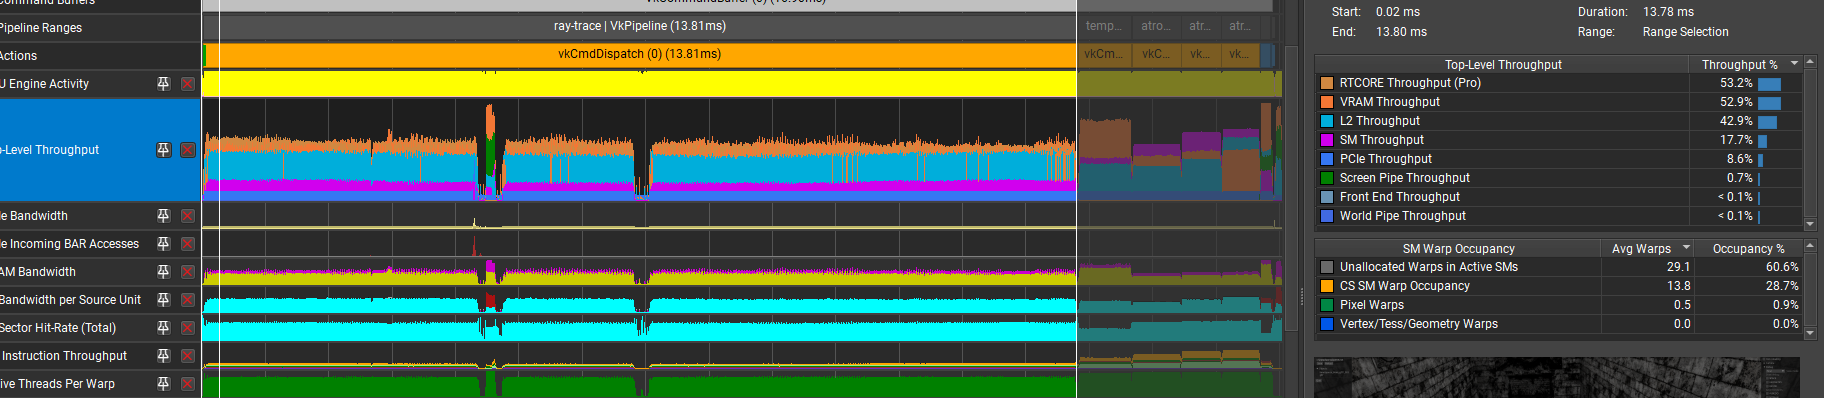 ommand Buffers
VkCommandBuffer (0)
Pipeline Ranges
ray-trace | VkPipeline (13.81ms)
temp...
atro...
atr...
atr...
Actions
vkCmdDispatch (0) (13.81ms)
vkCm...
vkC...
vk...
vk...
U Engine Activity
p-Level Throughput
e Bandwidth
e Incoming BAR Accesses
AM Bandwidth
Bandwidth per Source Unit
Sector Hit-Rate (Total)
Instruction Throughput
ive Threads Per Warp
Start: 0.02 ms Duration: 13.78 ms
End: 13.80 ms Range: Range Selection
Top-Level Throughput Throughput %
RTCORE Throughput (Pro) 53.2%
VRAM Throughput 52.9%
L2 Throughput 42.9%
SM Throughput 17.7%
PCIe Throughput 8.6%
Screen Pipe Throughput 0.7%
Front End Throughput < 0.1%
World Pipe Throughput < 0.1%
SM Warp Occupancy Avg Warps Occupancy %
Unallocated Warps in Active SMs 29.1 60.6%
CS SM Warp Occupancy 13.8 28.7%
Pixel Warps 0.5 0.9%
Vertex/Tess/Geometry Warps 0.0 0.0%